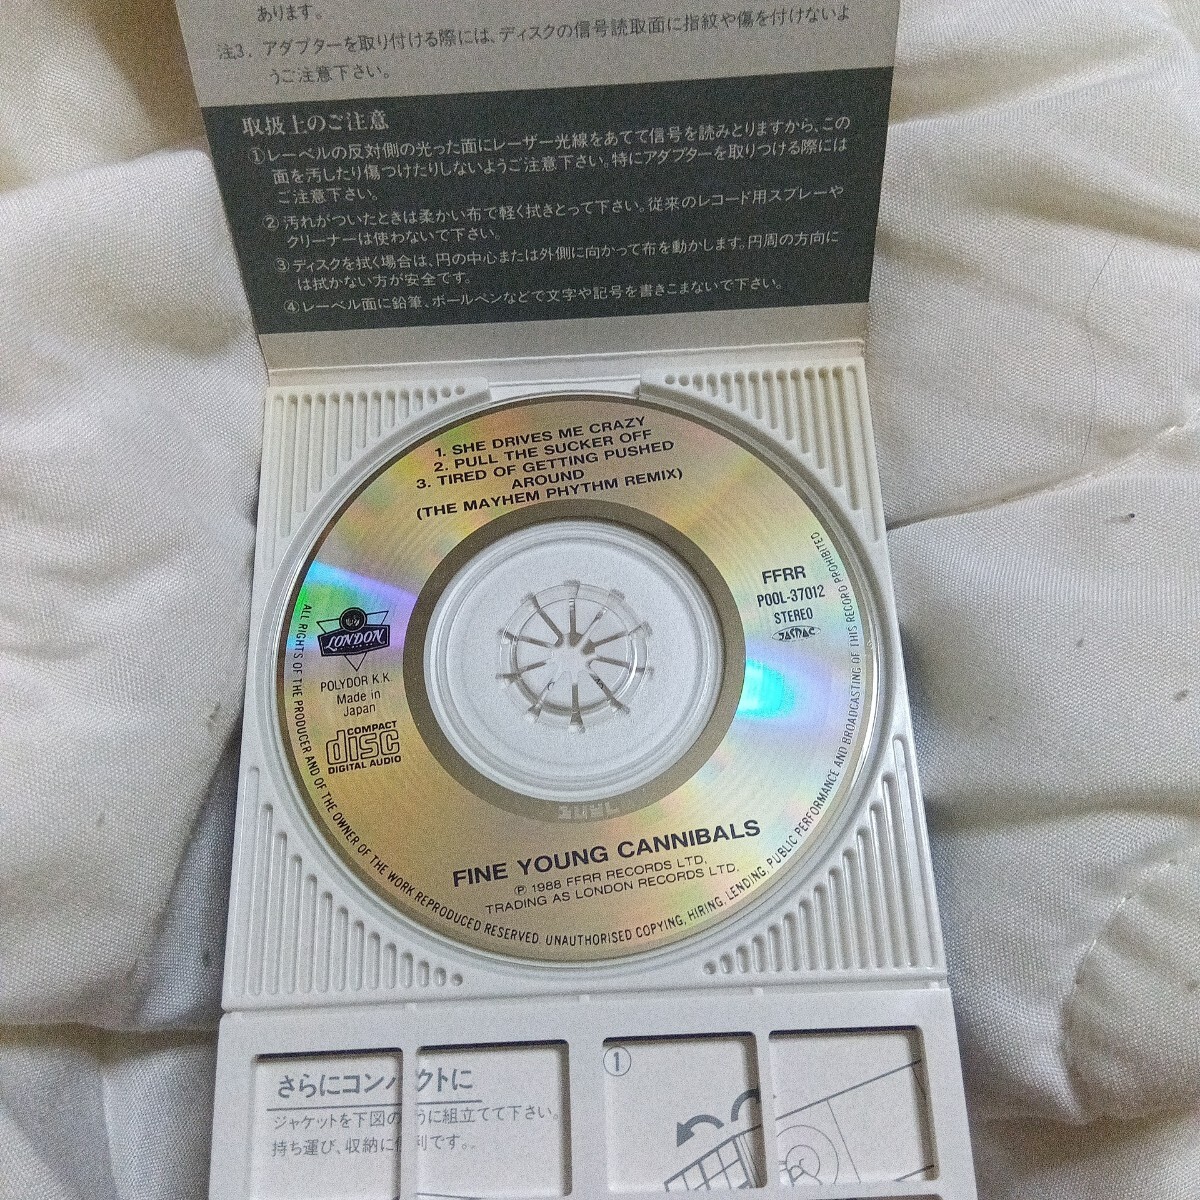 あります。
注3. アダプターを取り付ける際には、ディスクの信号読取面に指紋や傷を付けないよ
うご注意下さい。
取扱上のご注意
①レーベルの反対側の光った面にレーザー光線をあてて信号を読みとりますから、この
面を汚したり傷つけたりしないようご注意下さい。特にアダプターを取りつける際には
ご注意下さい。
②汚れがついたときは柔かい布で軽く拭きとって下さい。従来のレコード用スプレーや
クリーナーは使わないで下さい。
③ディスクを拭く場合は、円の中心または外側に向かって布を動かします。円周の方向に
は拭かない方が安全です。
④レーベル面に鉛筆、ボールペンなどで文字や記号を書きこまないで下さい。
1. SHE DRIVES ME CRAZY
2. PULL THE SUCKER OFF
3. TIRED OF GETTING PUSHED
AROUND
(THE MAYHEM PHYTHM REMIX)
FFRR
POOL-37012
STEREO
JASRAC
LONDON
POLYDOR K.K.
Made in
Japan
COMPACT
disc
DIGITAL AUDIO
FINE YOUNG CANNIBALS
Ⓟ 1988 FFRR RECORDS LTD.
TRADING AS LONDON RECORDS LTD.
ALL RIGHTS OF THE PRODUCER AND OF THE OWNER OF THE WORK REPRODUCED RESERVED. UNAUTHORISED COPYING, HIRING, LENDING, PUBLIC PERFORMANCE AND BROADCASTING OF THIS RECORD PROHIBITED
さらにコンパクトに
ジャケットを下図のように組立てて下さい。
持ち運び、収納に便利です。
①